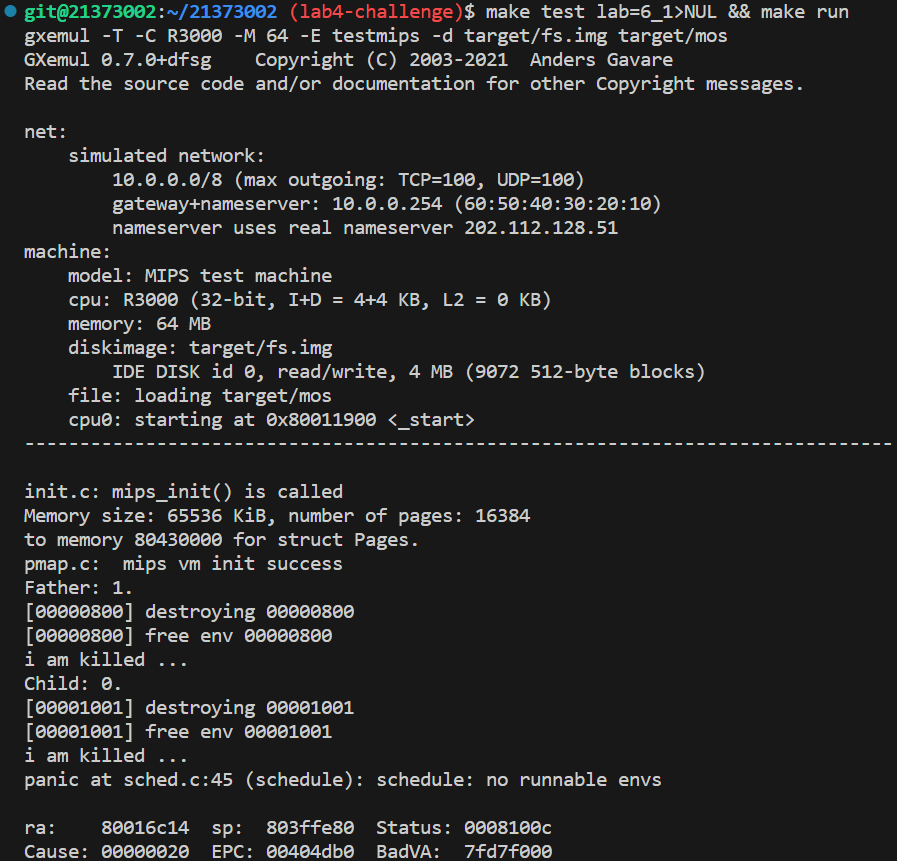 git@21373002:~/21373002 (lab4-challenge)$ make test lab=6_1>NUL && make run
gxemul -T -C R3000 -M 64 -E testmips -d target/fs.img target/mos
GXemul 0.7.0+dfsg    Copyright (C) 2003-2021  Anders Gavare
Read the source code and/or documentation for other Copyright messages.

net:
    simulated network:
        10.0.0.0/8 (max outgoing: TCP=100, UDP=100)
        gateway+nameserver: 10.0.0.254 (60:50:40:30:20:10)
        nameserver uses real nameserver 202.112.128.51
machine:
    model: MIPS test machine
    cpu: R3000 (32-bit, I+D = 4+4 KB, L2 = 0 KB)
    memory: 64 MB
    diskimage: target/fs.img
        IDE DISK id 0, read/write, 4 MB (9072 512-byte blocks)
    file: loading target/mos
    cpu0: starting at 0x80011900 <_start>
-------------------------------------------------------------------------------

init.c: mips_init() is called
Memory size: 65536 KiB, number of pages: 16384
to memory 80430000 for struct Pages.
pmap.c:  mips vm init success
Father: 1.
[00000800] destroying 00000800
[00000800] free env 00000800
i am killed ...
Child: 0.
[00001001] destroying 00001001
[00001001] free env 00001001
i am killed ...
panic at sched.c:45 (schedule): schedule: no runnable envs

ra:    80016c14  sp:  803ffe80  Status: 0008100c
Cause: 00000020  EPC: 00404db0  BadVA:  7fd7f000